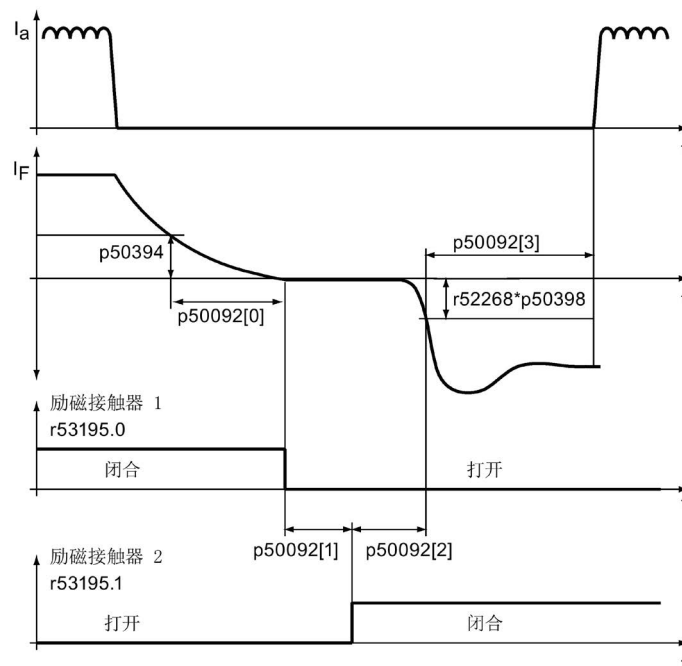 Ia
IF
p50394
p50092[0]
p50092[3]
r52268*p50398
励磁接触器 1
r53195.0
闭合
打开
p50092[1]
p50092[2]
励磁接触器 2
r53195.1
打开
闭合